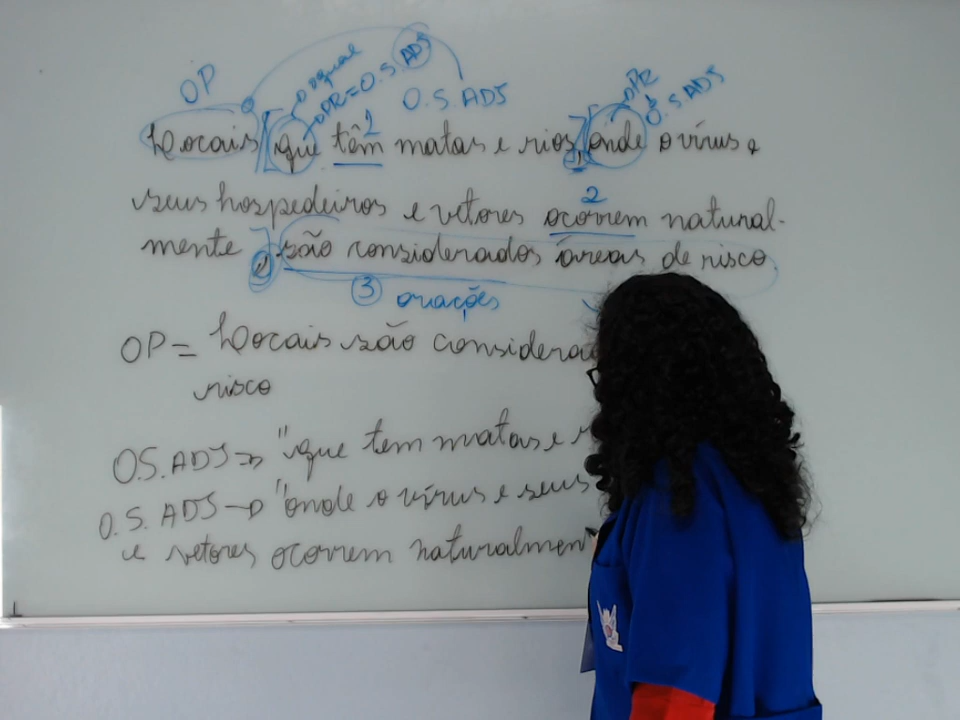 OP
o qual
PR = O.S. ADJ
O.S. ADJ
PR
O.S. ADJ
Locais que têm matas e rios, onde o vírus e
1
2
seus hospedeiros e vetores ocorrem natural-
mente, são considerados áreas de risco.
3 orações
OP = Locais são considera
risco
O.S. ADJ → "que tem matas e
O.S. ADJ → "onde o vírus e seus
e vetores ocorrem naturalmen